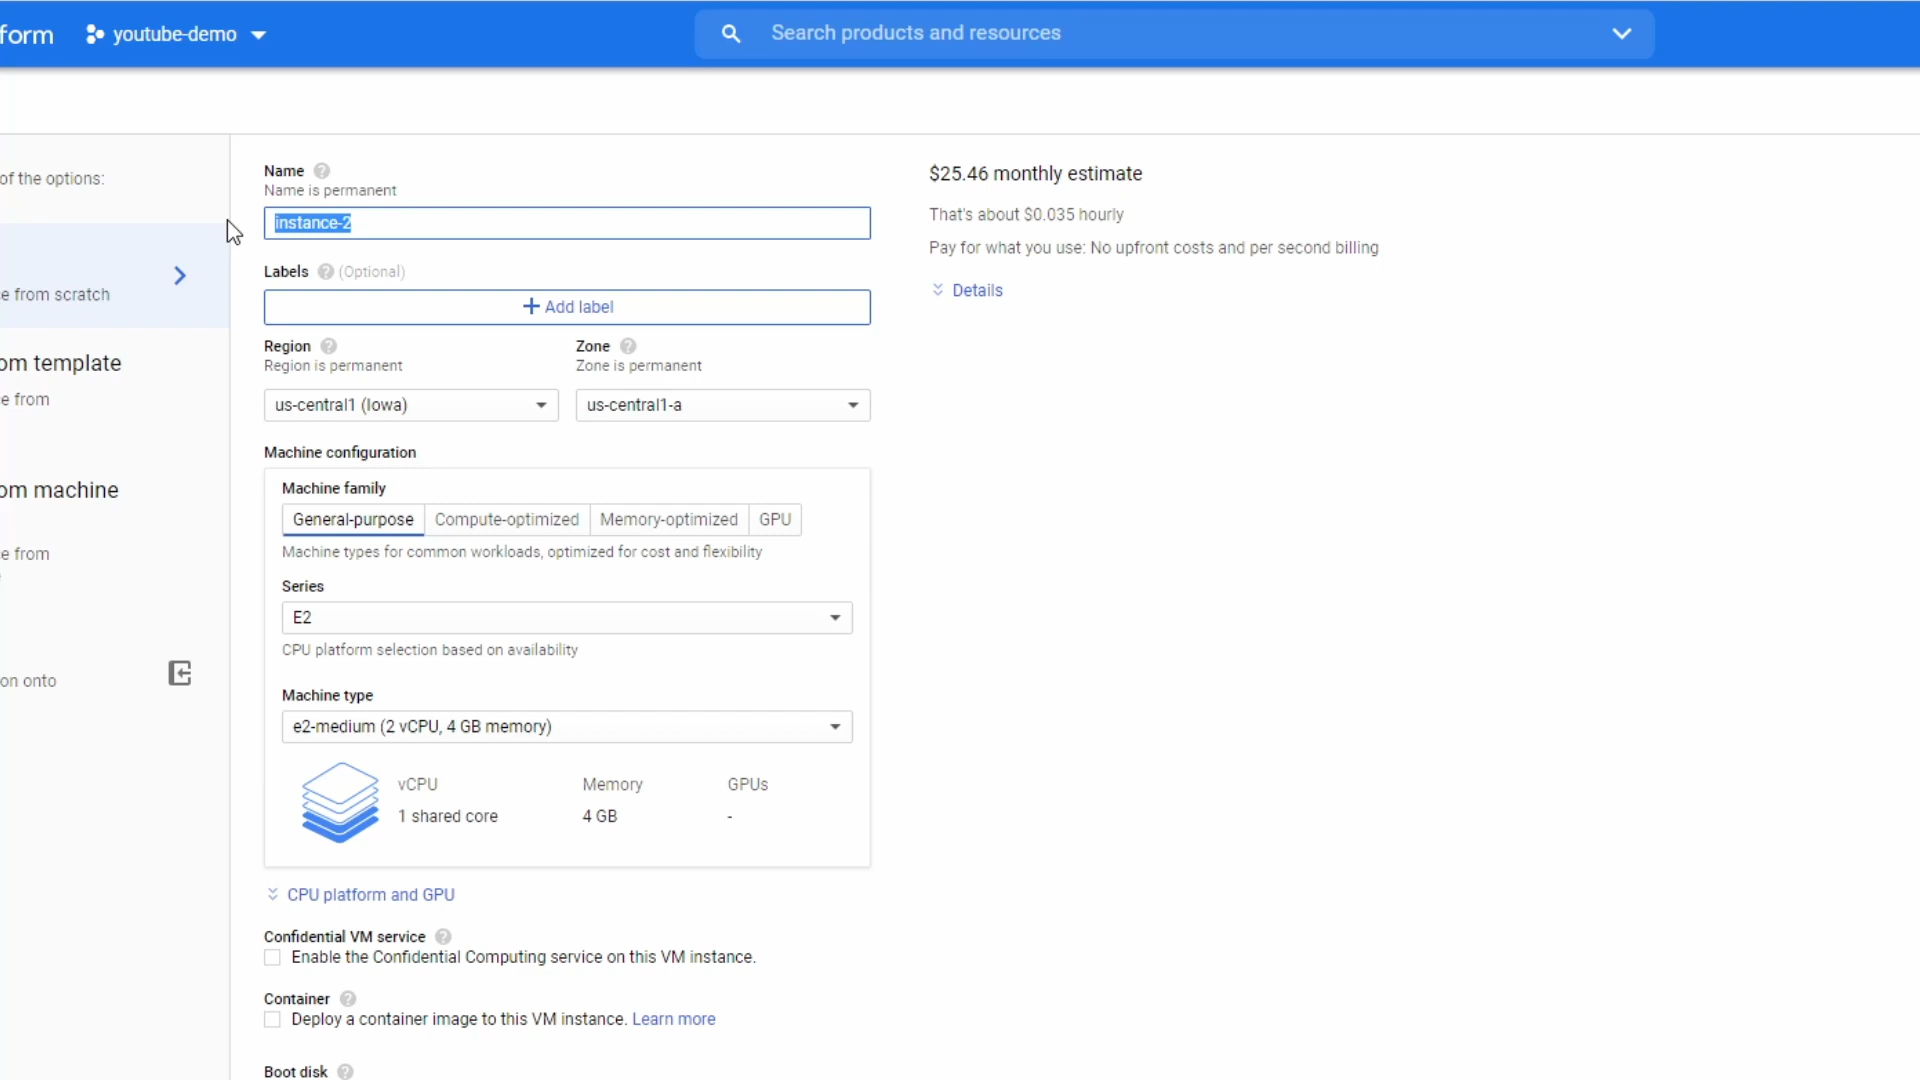 form
youtube-demo
Search products and resources
of the options:
e from scratch
om template
e from
om machine
e from
on onto
Name
Name is permanent
instance-2
Labels (Optional)
Add label
Region
Region is permanent
us-central1 (Iowa)
Zone
Zone is permanent
us-central1-a
Machine configuration
Machine family
General-purpose
Compute-optimized
Memory-optimized
GPU
Machine types for common workloads, optimized for cost and flexibility
Series
E2
CPU platform selection based on availability
Machine type
e2-medium (2 vCPU, 4 GB memory)
vCPU
1 shared core
Memory
4 GB
GPUs
-
CPU platform and GPU
Confidential VM service
Enable the Confidential Computing service on this VM instance.
Container
Deploy a container image to this VM instance. Learn more
Boot disk
$25.46 monthly estimate
That's about $0.035 hourly
Pay for what you use: No upfront costs and per second billing
Details